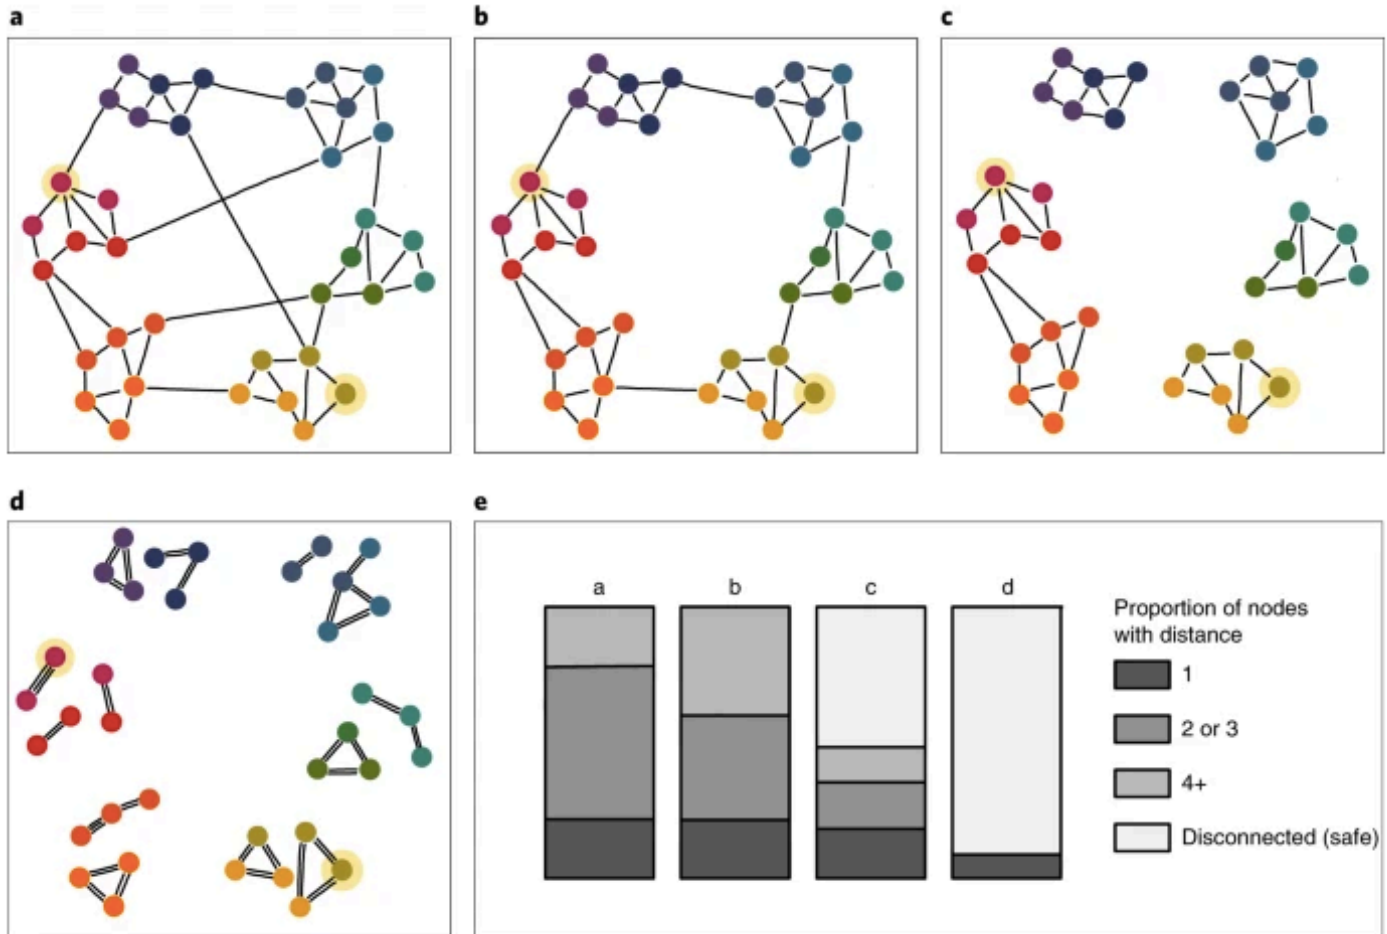 a
b
c
d
e
a
b
c
d
Proportion of nodes
with distance
1
2 or 3
4+
Disconnected (safe)